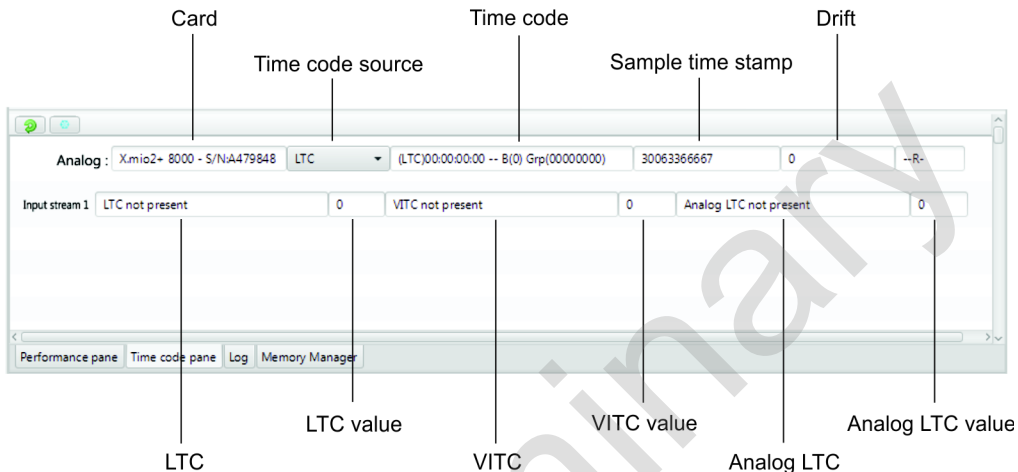 Card
Time code
Drift
Time code source
Sample time stamp
Analog : X.mio2+ 8000 - S/N:A479848 LTC (LTC)00:00:00:00 -- B(0) Grp(00000000) 30063366667 0 --R-
Input stream 1 LTC not present 0 VITC not present 0 Analog LTC not present 0
Performance pane Time code pane Log Memory Manager
LTC value
VITC value
Analog LTC value
LTC
VITC
Analog LTC